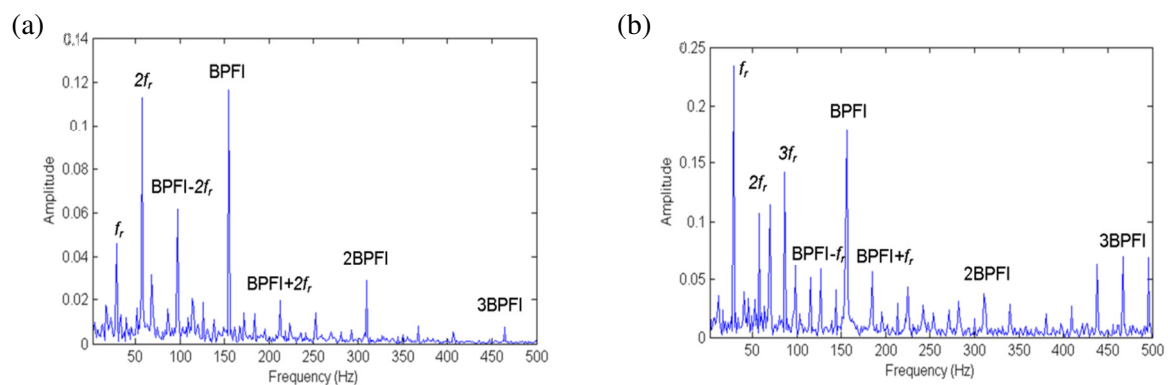 (a)
0.14
0.12
0.1
0.08
0.06
0.04
0.02
0
Amplitude
2fr
BPFI
BPFI-2fr
fr
BPFI+2fr
2BPFI
3BPFI
50 100 150 200 250 300 350 400 450 500
Frequency (Hz)
(b)
0.25
0.2
0.15
0.1
0.05
0
Amplitude
fr
BPFI
3fr
2fr
BPFI-fr
BPFI+fr
3BPFI
2BPFI
50 100 150 200 250 300 350 400 450 500
Frequency (Hz)